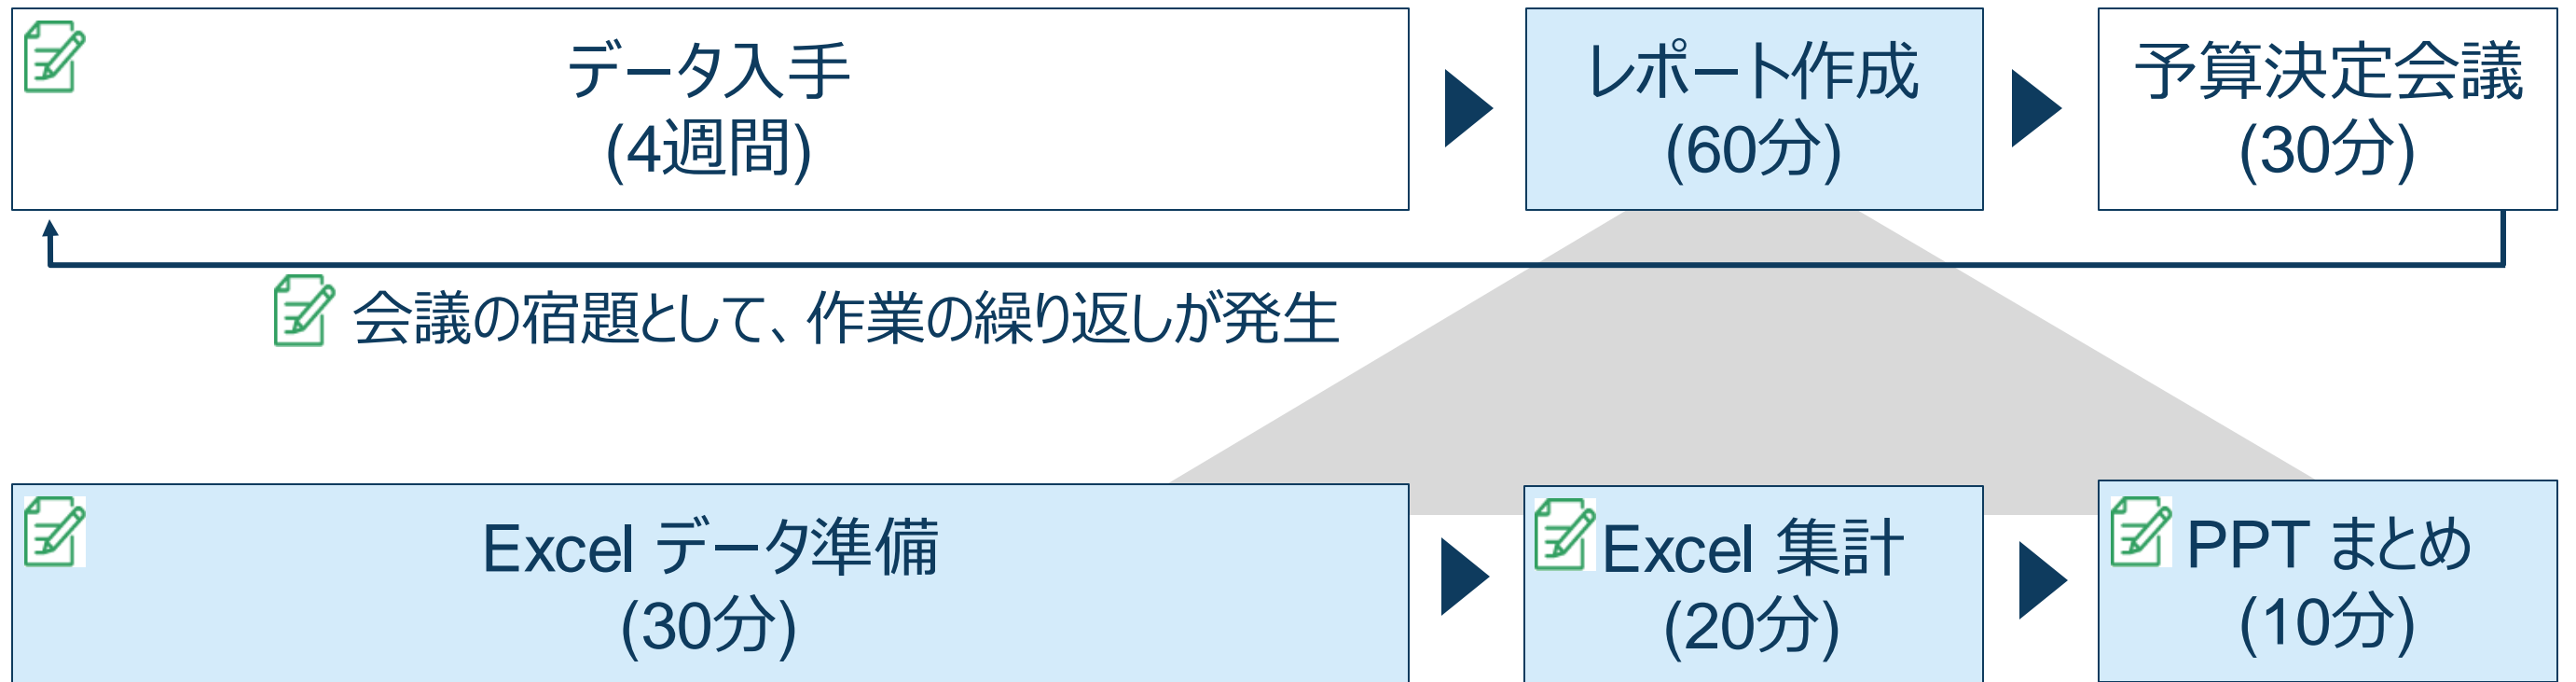 データ入手
(4週間)
レポート作成
(60分)
予算決定会議
(30分)
会議の宿題として、作業の繰り返しが発生
Excel データ準備
(30分)
Excel 集計
(20分)
PPT まとめ
(10分)